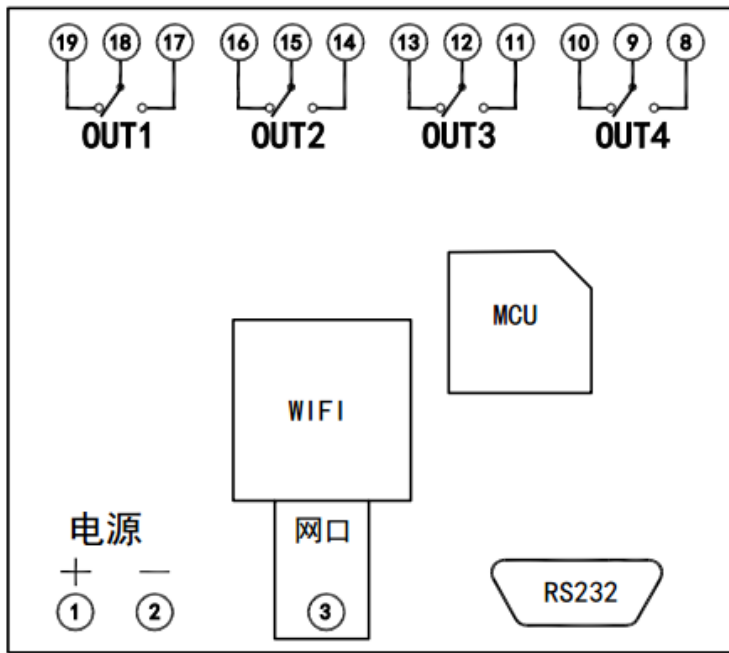 19 18 17 16 15 14 13 12 11 10 9 8
OUT1 OUT2 OUT3 OUT4
MCU
WIFI
电源 网口
+ −
RS232
1 2 3